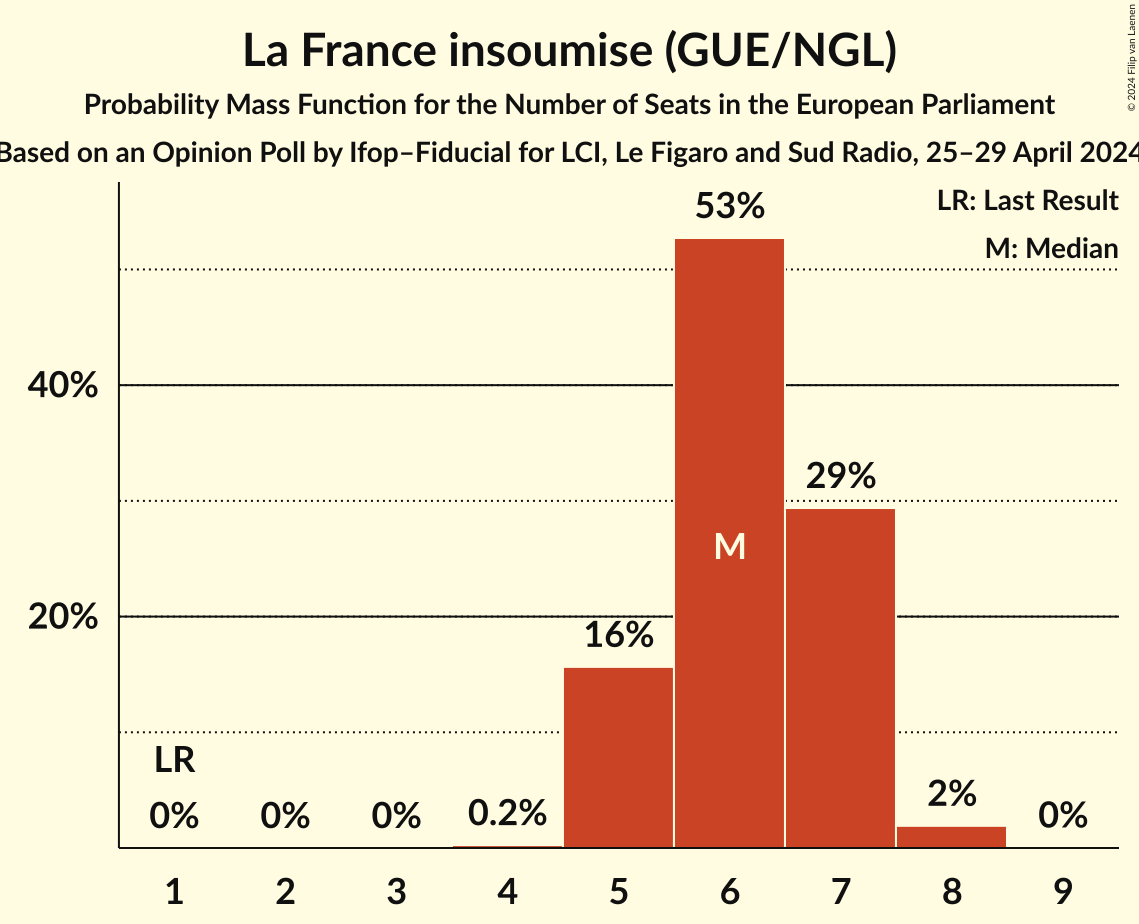 La France insoumise (GUE/NGL)
Probability Mass Function for the Number of Seats in the European Parliament
Based on an Opinion Poll by Ifop–Fiducial for LCI, Le Figaro and Sud Radio, 25–29 April 2024
© 2024 Filip van Laenen
LR: Last Result
M: Median
53%
40%
29%
M
20%
16%
LR
0% 0% 0% 0.2% 2% 0%
1 2 3 4 5 6 7 8 9